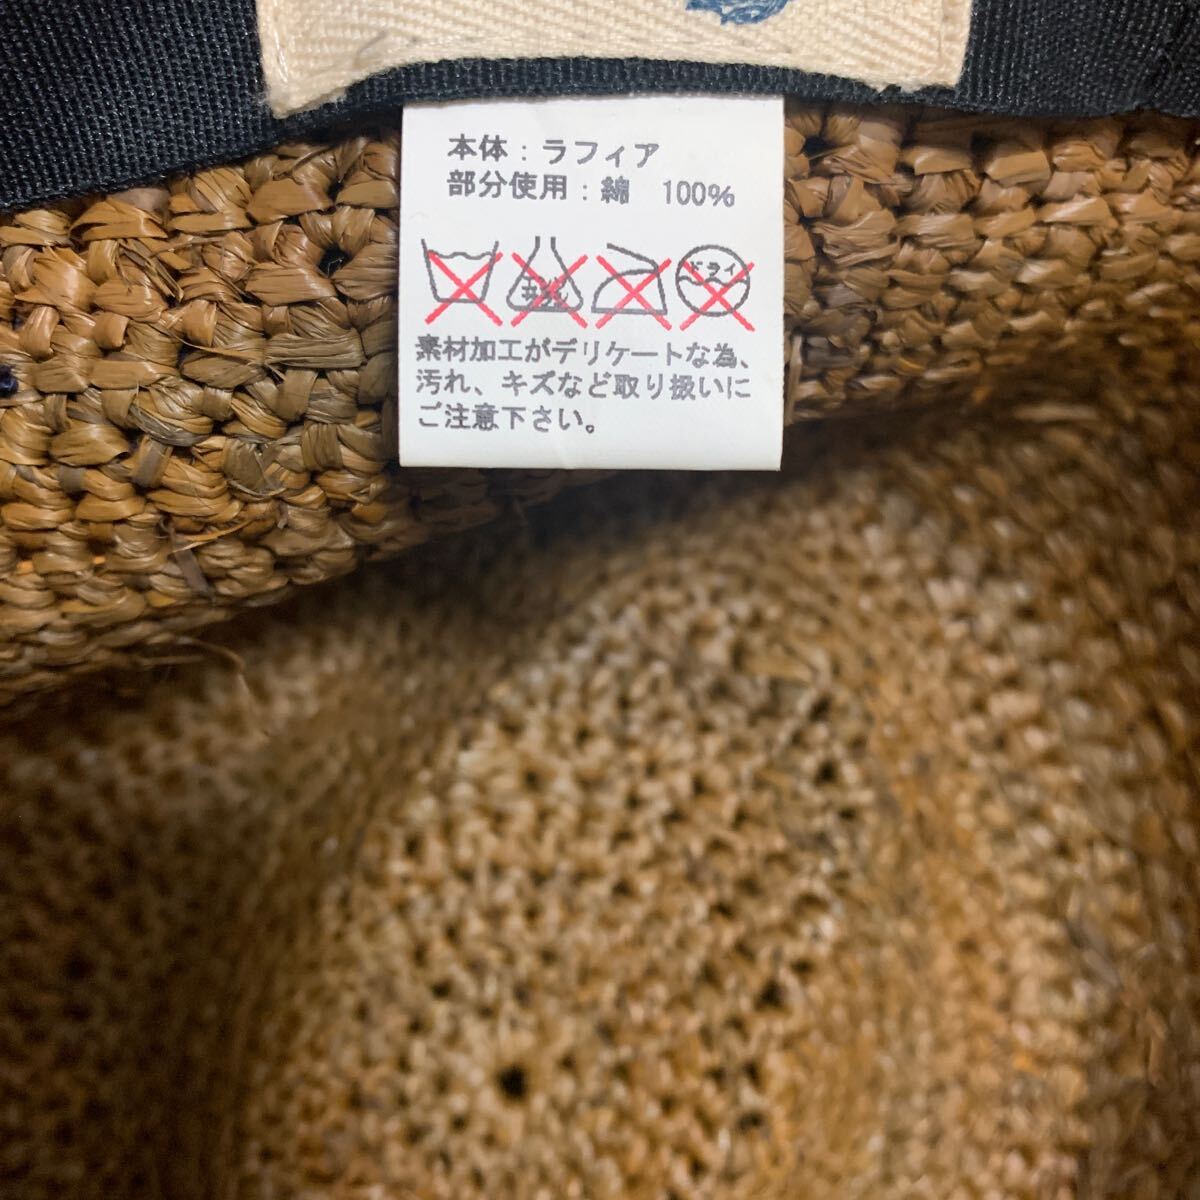 本体：ラフィア
部分使用：綿　100%
ドライ
素材加工がデリケートな為、
汚れ、キズなど取り扱いに
ご注意下さい。